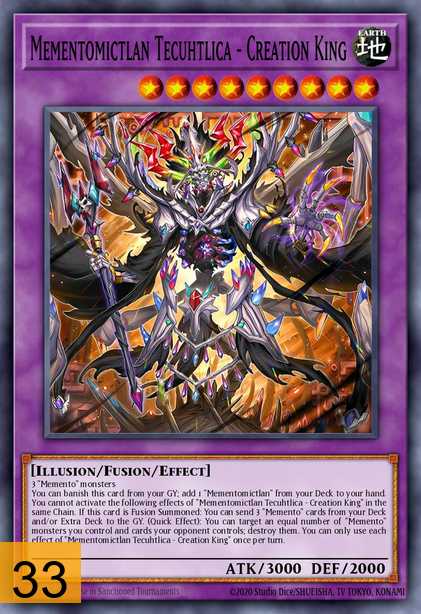 Mementomictlan Tecuhtlica - Creation King
EARTH
地
[Illusion/Fusion/Effect]
3 "Memento" monsters
You can banish this card from your GY; add 1 "Mementomictlan" from your Deck to your hand.
You cannot activate the following effects of "Mementomictlan Tecuhtlica - Creation King" in
the same Chain. If this card is Fusion Summoned: You can send 3 "Memento" cards from your Deck
and/or Extra Deck to the GY. (Quick Effect): You can target an equal number of "Memento"
monsters you control and cards your opponent controls; destroy them. You can only use each
effect of "Mementomictlan Tecuhtlica - Creation King" once per turn.
ATK/3000 DEF/2000
33
in Sanctioned Tournaments
©2020 Studio Dice/SHUEISHA, TV TOKYO, KONAMI